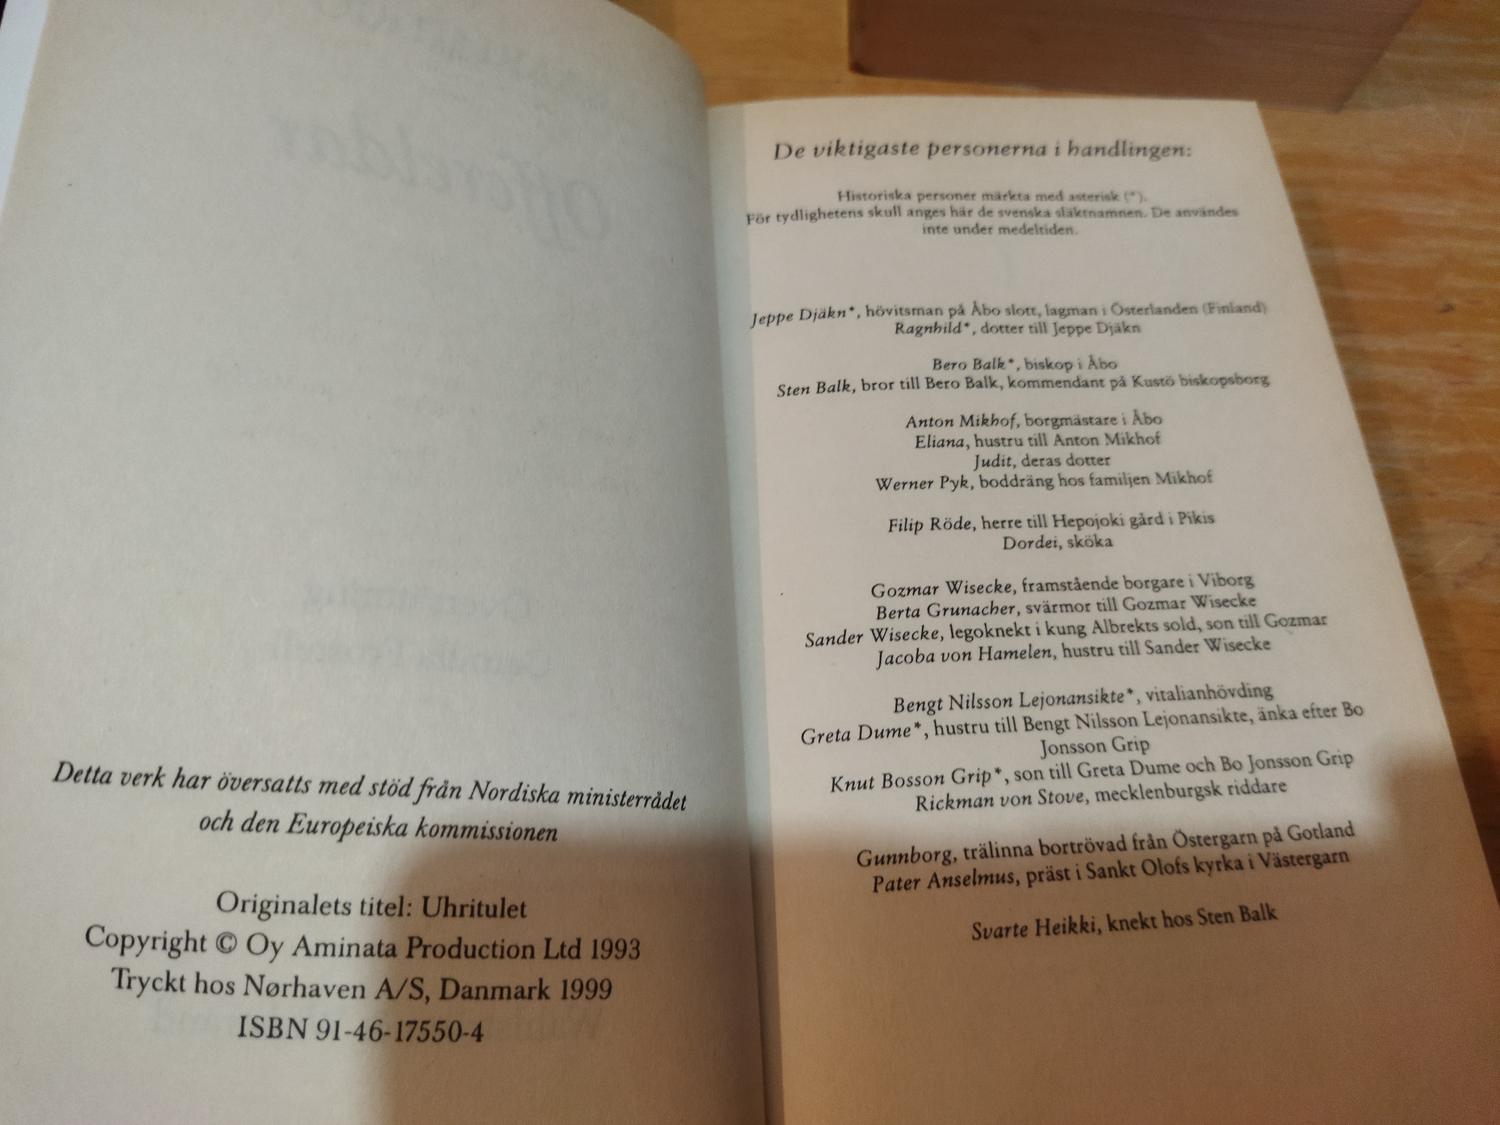 Offereldar
Detta verk har översatts med stöd från Nordiska ministerrådet
och den Europeiska kommissionen
Originalets titel: Uhritulet
Copyright © Oy Aminata Production Ltd 1993
Tryckt hos Nørhaven A/S, Danmark 1999
ISBN 91-46-17550-4
De viktigaste personerna i handlingen:
Historiska personer märkta med asterisk (*).
För tydlighetens skull anges här de svenska släktnamnen. De användes
inte under medeltiden.
Jeppe Djäkn*, hövitsman på Åbo slott, lagman i Österlanden (Finland)
Ragnhild*, dotter till Jeppe Djäkn
Bero Balk*, biskop i Åbo
Sten Balk, bror till Bero Balk, kommendant på Kustö biskopsborg
Anton Mikhof, borgmästare i Åbo
Eliana, hustru till Anton Mikhof
Judit, deras dotter
Werner Pyk, boddräng hos familjen Mikhof
Filip Röde, herre till Hepojoki gård i Pikis
Dordei, sköka
Gozmar Wisecke, framstående borgare i Viborg
Berta Grunacher, svärmor till Gozmar Wisecke
Sander Wisecke, legoknekt i kung Albrekts sold, son till Gozmar
Jacoba von Hamelen, hustru till Sander Wisecke
Bengt Nilsson Lejonansikte*, vitalianhövding
Greta Dume*, hustru till Bengt Nilsson Lejonansikte, änka efter Bo
Jonsson Grip
Knut Bosson Grip*, son till Greta Dume och Bo Jonsson Grip
Rickman von Stove, mecklenburgsk riddare
Gunnborg, trälinna bortrövad från Östergarn på Gotland
Pater Anselmus, präst i Sankt Olofs kyrka i Västergarn
Svarte Heikki, knekt hos Sten Balk